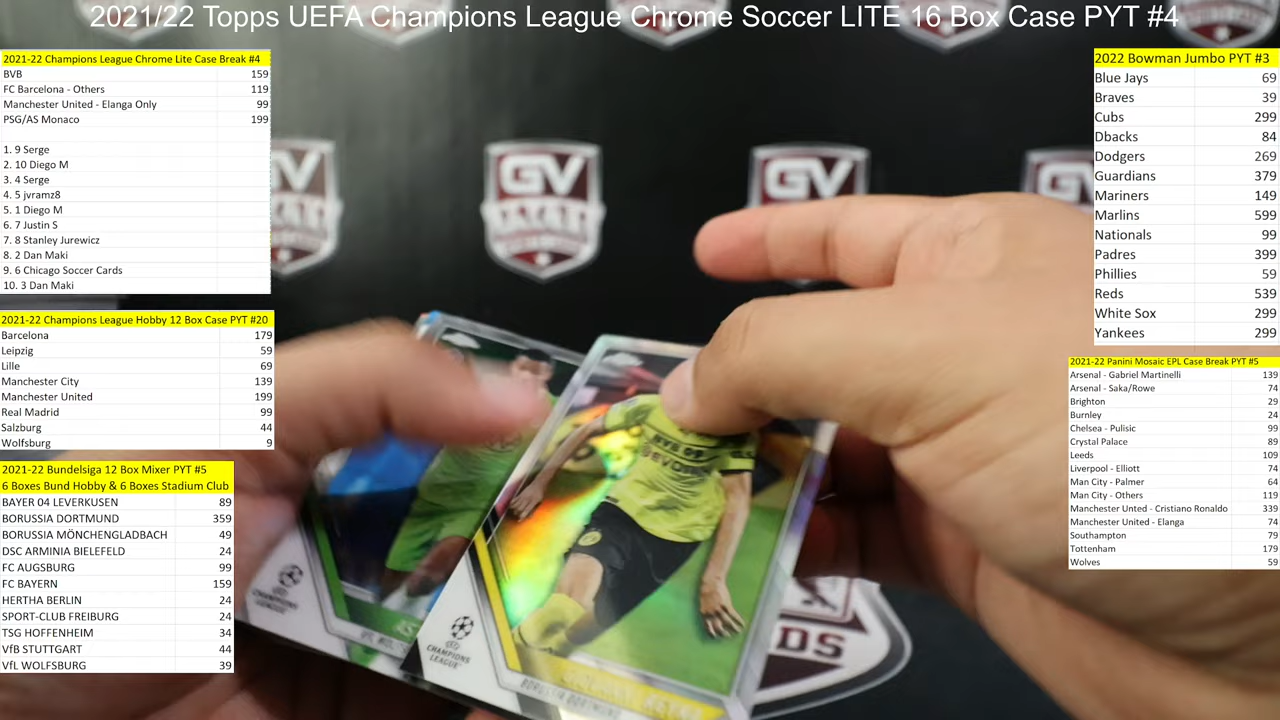 2021/22 Topps UEFA Champions League Chrome Soccer LITE 16 Box Case PYT #4
2021-22 Champions League Chrome Lite Case Break #4
BVB 159
FC Barcelona - Others 119
Manchester United - Elanga Only 99
PSG/AS Monaco 199
1. 9 Serge
2. 10 Diego M
3. 4 Serge
4. 5 jvramz8
5. 1 Diego M
6. 7 Justin S
7. 8 Stanley Jurewicz
8. 2 Dan Maki
9. 6 Chicago Soccer Cards
10. 3 Dan Maki
2021-22 Champions League Hobby 12 Box Case PYT #20
Barcelona 179
Leipzig 59
Lille 69
Manchester City 139
Manchester United 199
Real Madrid 99
Salzburg 44
Wolfsburg 9
2021-22 Bundelsiga 12 Box Mixer PYT #5
6 Boxes Bund Hobby & 6 Boxes Stadium Club
BAYER 04 LEVERKUSEN 89
BORUSSIA DORTMUND 359
BORUSSIA MÖNCHENGLADBACH 49
DSC ARMINIA BIELEFELD 24
FC AUGSBURG 99
FC BAYERN 159
HERTHA BERLIN 24
SPORT-CLUB FREIBURG 24
TSG HOFFENHEIM 34
VfB STUTTGART 44
VfL WOLFSBURG 39
2022 Bowman Jumbo PYT #3
Blue Jays 69
Braves 39
Cubs 299
Dbacks 84
Dodgers 269
Guardians 379
Mariners 149
Marlins 599
Nationals 99
Padres 399
Phillies 59
Reds 539
White Sox 299
Yankees 299
2021-22 Panini Mosaic EPL Case Break PYT #5
Arsenal - Gabriel Martinelli 139
Arsenal - Saka/Rowe 74
Brighton 29
Burnley 24
Chelsea - Pulisic 99
Crystal Palace 89
Leeds 109
Liverpool - Elliott 74
Man City - Palmer 64
Man City - Others 119
Manchester Unted - Cristiano Ronaldo 339
Manchester United - Elanga 74
Southampton 79
Tottenham 179
Wolves 59
GV
GV
GV
GV
CHAMPIONS
LEAGUE
CHAMPIONS
LEAGUE
BORUSSIA DORTMUND